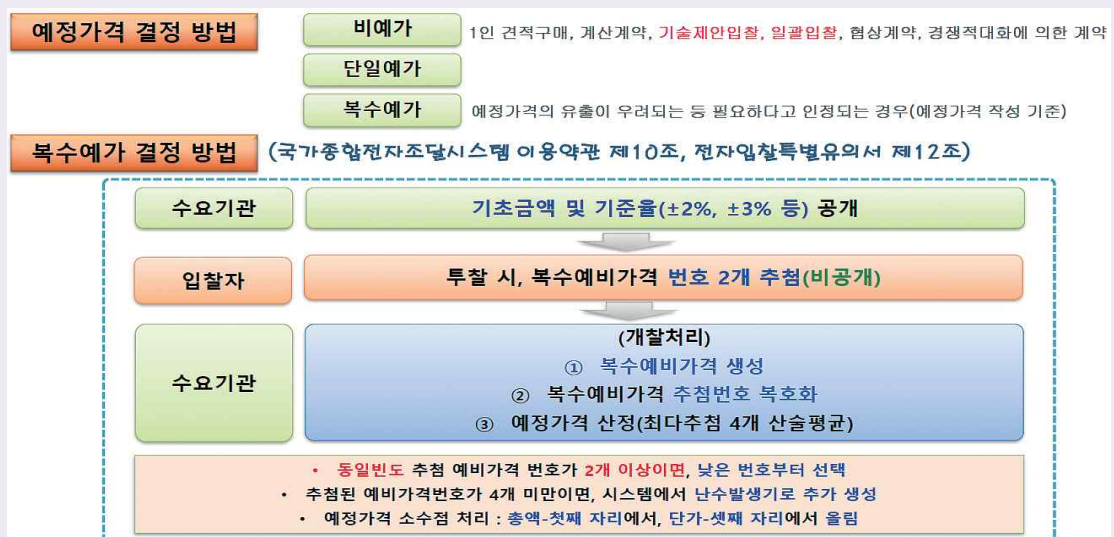 예정가격 결정 방법
비예가
1인 견적구매, 계산계약, 기술제안입찰, 일괄입찰, 협상계약, 경쟁적대화에 의한 계약
단일예가
복수예가
예정가격의 유출이 우려되는 등 필요하다고 인정되는 경우(예정가격 작성 기준)
복수예가 결정 방법
(국가종합전자조달시스템 이용약관 제10조, 전자입찰특별유의서 제12조)
수요기관
기초금액 및 기준율(±2%, ±3% 등) 공개
입찰자
투찰 시, 복수예비가격 번호 2개 추첨(비공개)
수요기관
(개찰처리)
① 복수예비가격 생성
② 복수예비가격 추첨번호 복호화
③ 예정가격 산정(최다추첨 4개 산술평균)
• 동일빈도 추첨 예비가격 번호가 2개 이상이면, 낮은 번호부터 선택
• 추첨된 예비가격번호가 4개 미만이면, 시스템에서 난수발생기로 추가 생성
• 예정가격 소수점 처리 : 총액-첫째 자리에서, 단가-셋째 자리에서 올림